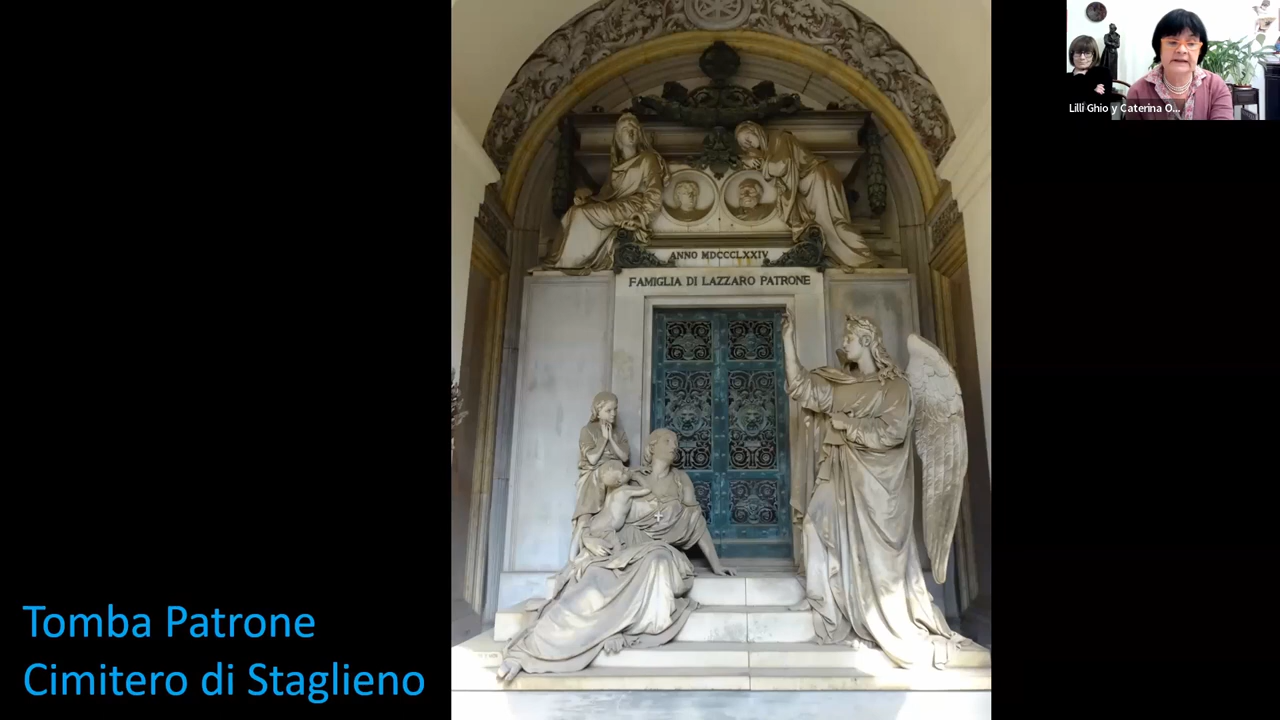 Lilli Ghio y Caterina O...
ANNO MDCCCLXXIV
FAMIGLIA DI LAZZARO PATRONE
Tomba Patrone
Cimitero di Staglieno